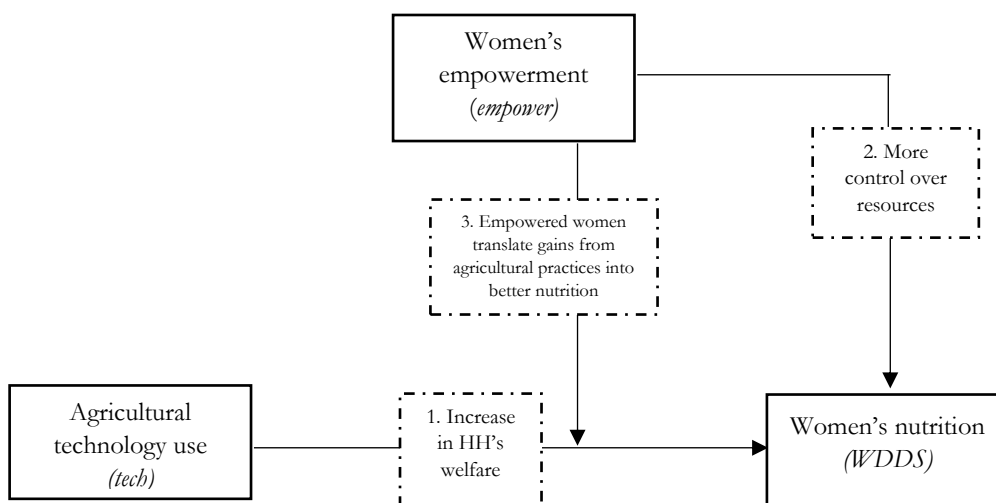 Women’s
empowerment
(empower)
2. More
control over
resources
3. Empowered women
translate gains from
agricultural practices into
better nutrition
Agricultural
technology use
(tech)
1. Increase
in HH’s
welfare
Women’s nutrition
(WDDS)